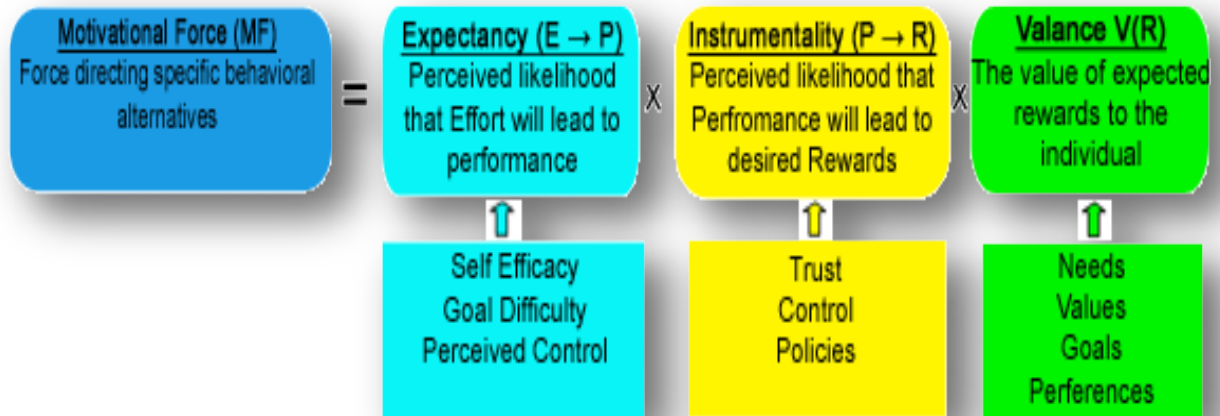 Motivational Force (MF)
Force directing specific behavioral
alternatives
=
Expectancy (E → P)
Perceived likelihood
that Effort will lead to
performance
x
Instrumentality (P → R)
Perceived likelihood that
Perfromance will lead to
desired Rewards
x
Valance V(R)
The value of expected
rewards to the
individual
Self Efficacy
Goal Difficulty
Perceived Control
Trust
Control
Policies
Needs
Values
Goals
Perferences